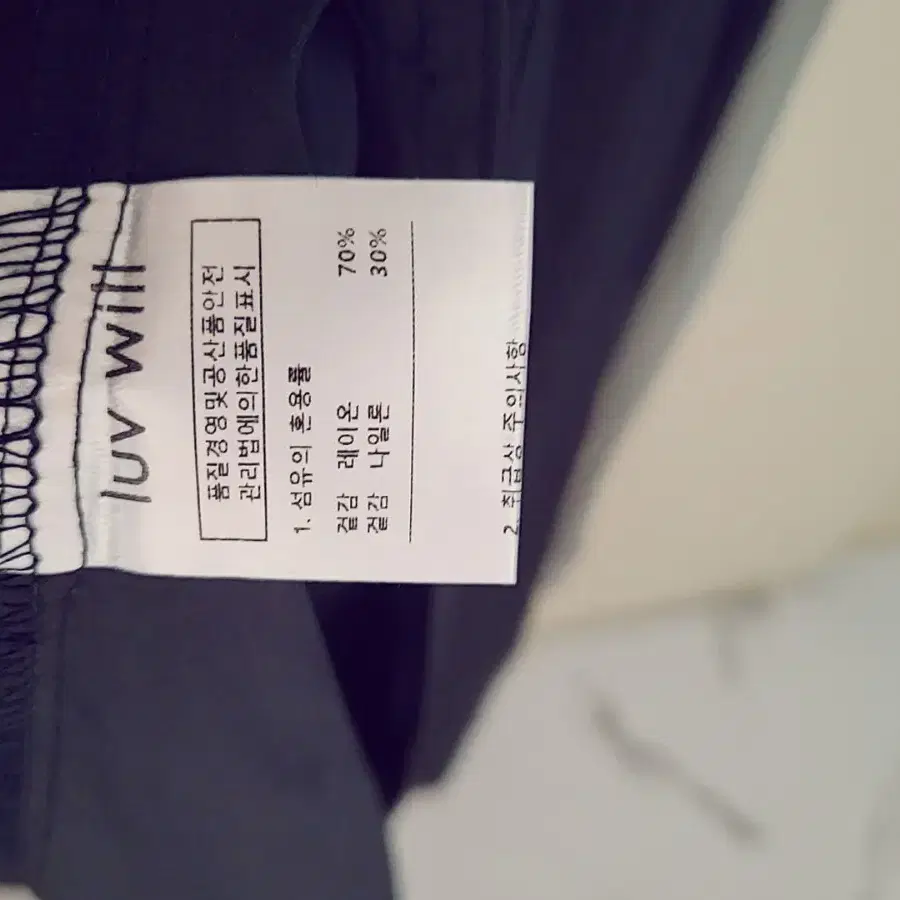 luv will
품질경영및공산품안전
관리법에의한품질표시
1. 섬유의 혼용률
겉감 레이온 70%
겉감 나일론 30%
2. 취급상 주의사항